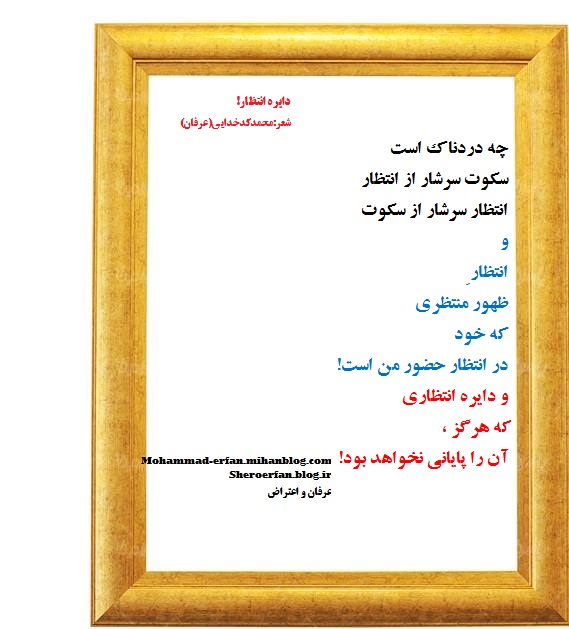 دایره انتظار!
شعر:محمدکدخدایی(عرفان)
چه دردناک است
سکوت سرشار از انتظار
انتظار سرشار از سکوت
و
انتظارِ
ظهور منتظری
که خود
در انتظار حضور من است!
و دایره انتظاری
که هرگز ،
آن را پایانی نخواهد بود!
Mohammad-erfan.mihanblog.com
Sheroerfan.blog.ir
عرفان و اعتراض